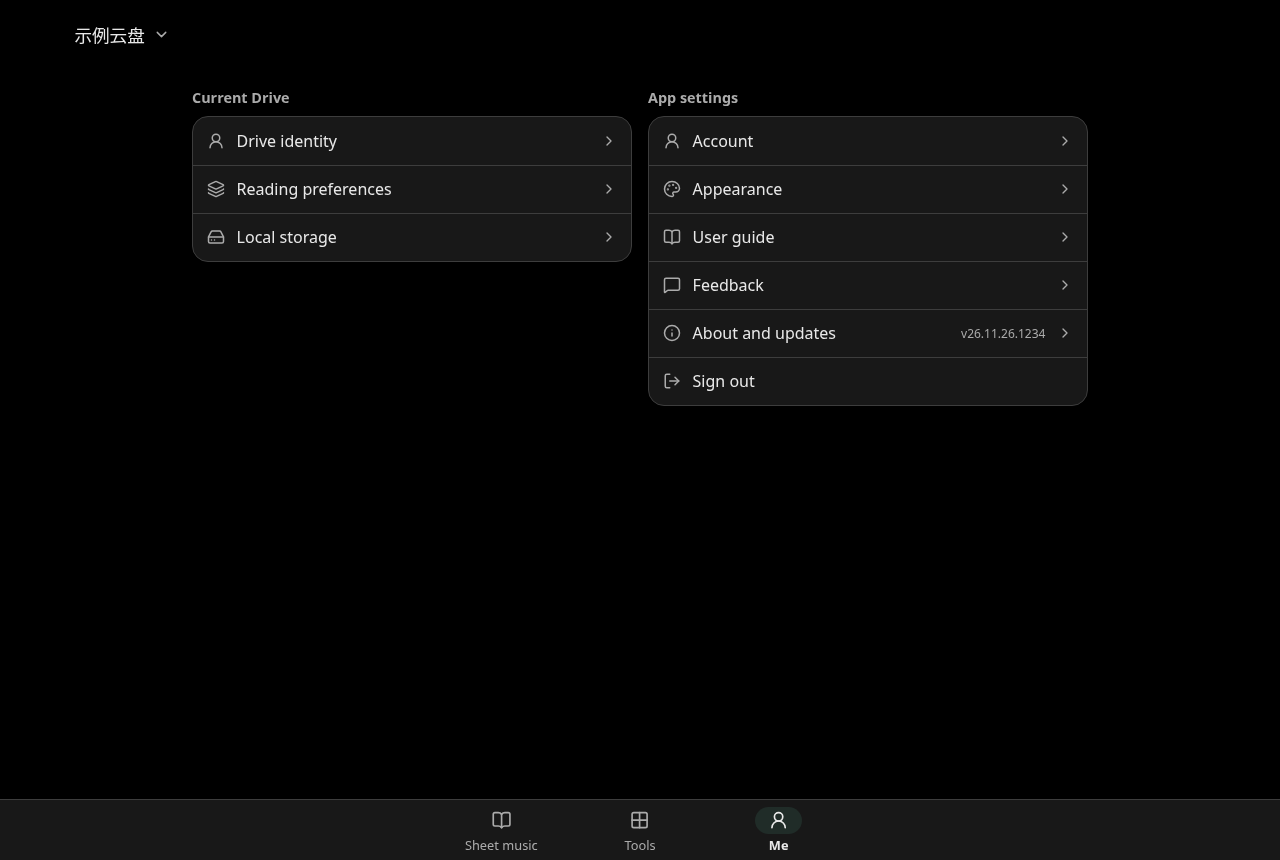 示例云盘
Current Drive
Drive identity
Reading preferences
Local storage
App settings
Account
Appearance
User guide
Feedback
About and updates v26.11.26.1234
Sign out
Sheet music
Tools
Me